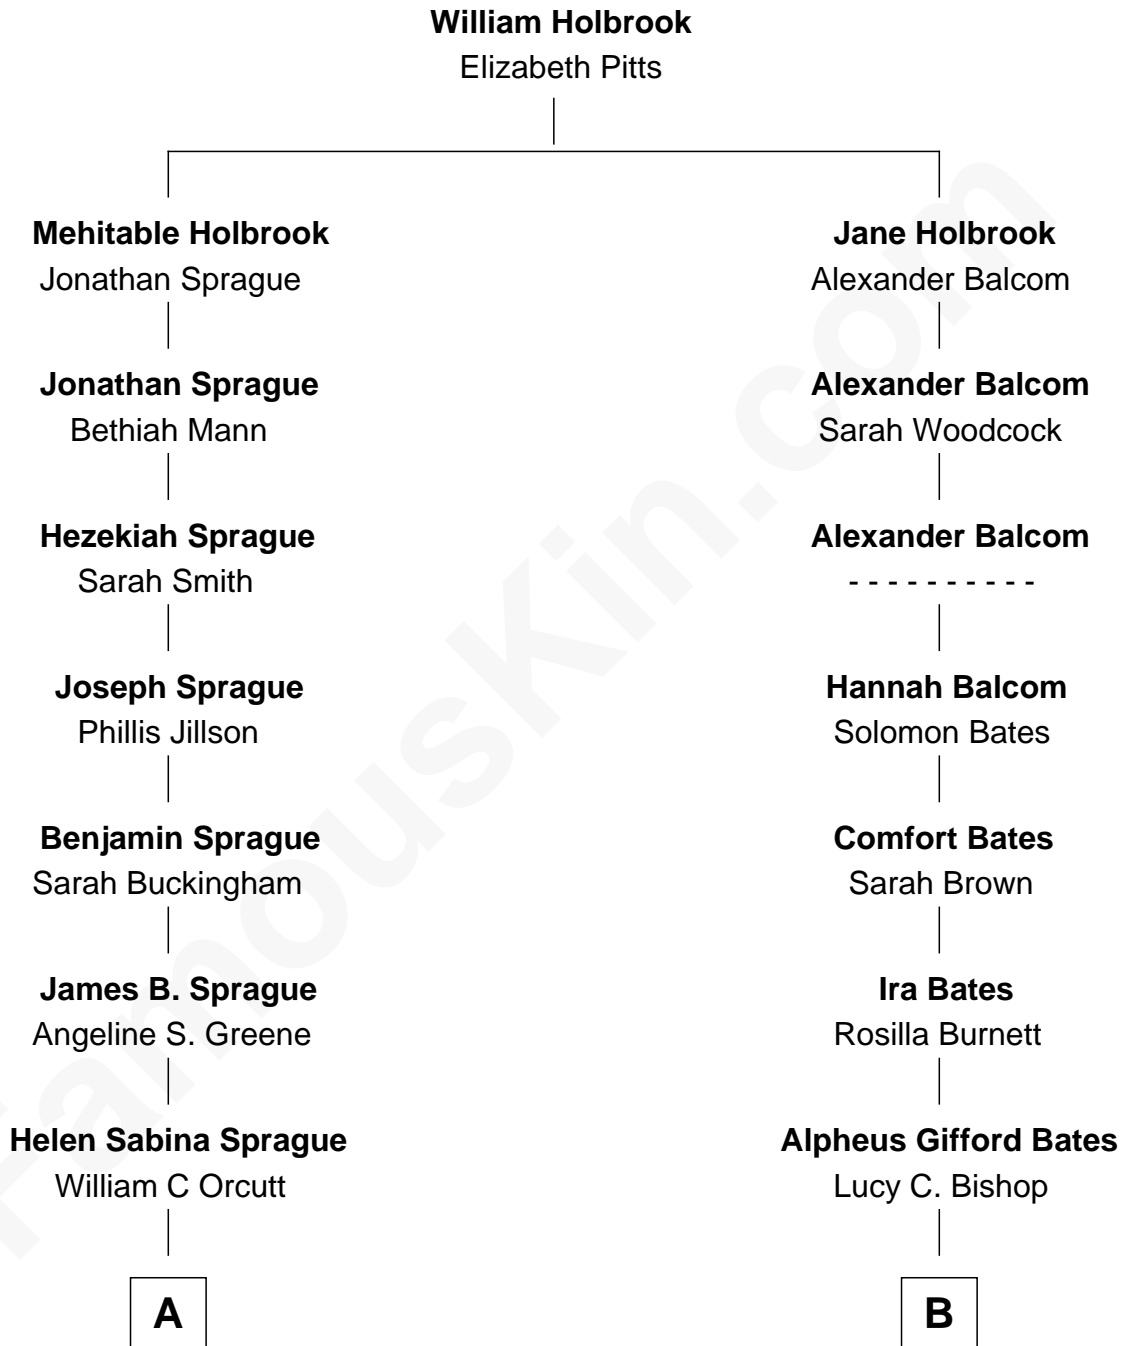 William Holbrook
Elizabeth Pitts
Mehitable Holbrook
Jonathan Sprague
Jane Holbrook
Alexander Balcom
Jonathan Sprague
Bethiah Mann
Alexander Balcom
Sarah Woodcock
Hezekiah Sprague
Sarah Smith
Alexander Balcom
- - - - - - - - - -
Joseph Sprague
Phillis Jillson
Hannah Balcom
Solomon Bates
Benjamin Sprague
Sarah Buckingham
Comfort Bates
Sarah Brown
James B. Sprague
Angeline S. Greene
Ira Bates
Rosilla Burnett
Helen Sabina Sprague
William C Orcutt
Alpheus Gifford Bates
Lucy C. Bishop
A
B
FamousKin.com